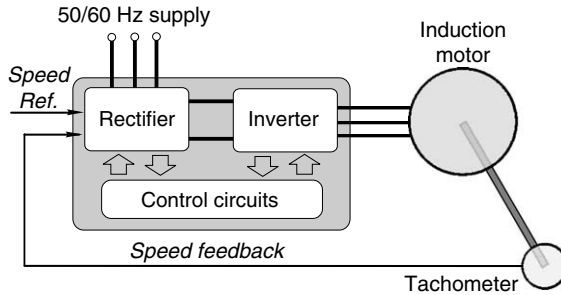 50/60 Hz supply
Induction
motor
Speed
Ref.
Rectifier
Inverter
Control circuits
Speed feedback
Tachometer